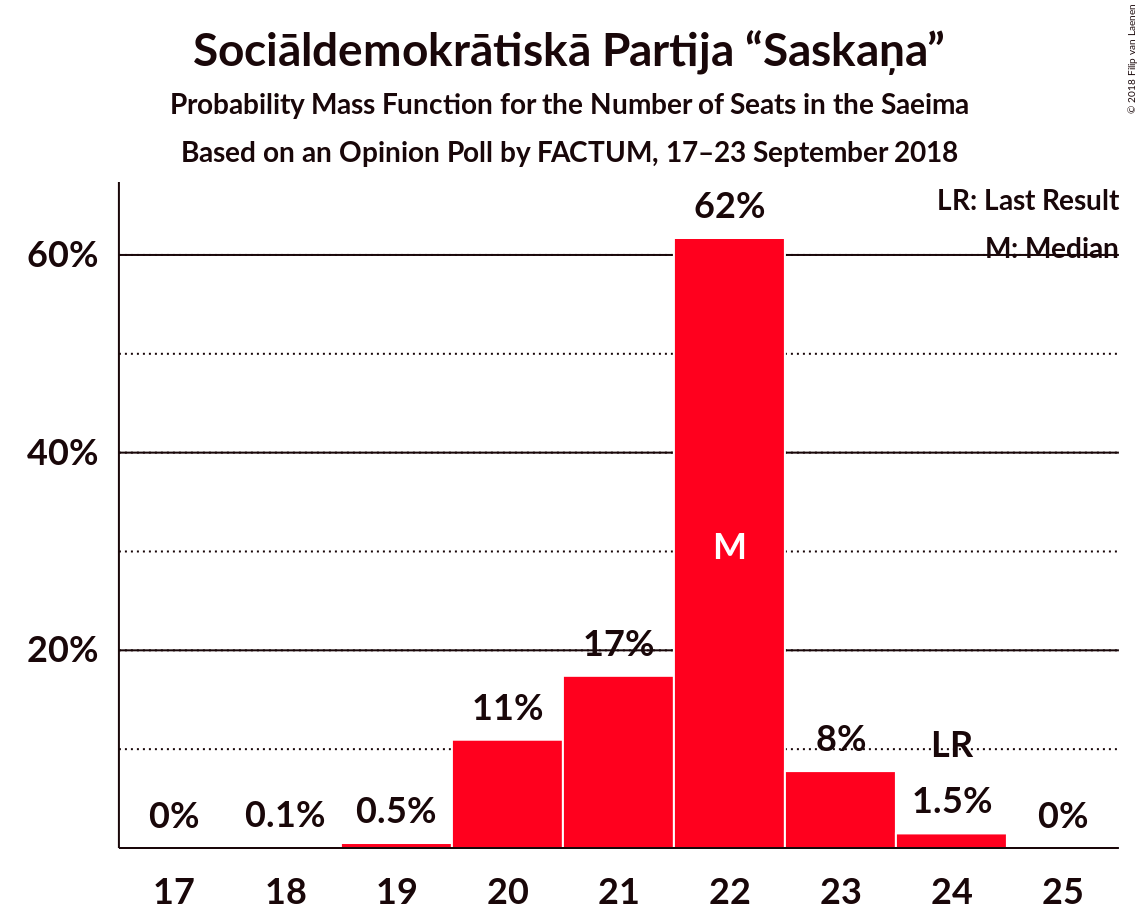 Sociāldemokrātiskā Partija “Saskaņa”
Probability Mass Function for the Number of Seats in the Saeima
Based on an Opinion Poll by FACTUM, 17–23 September 2018
© 2018 Filip van Laenen
LR: Last Result
M: Median
60%
40%
20%
0%
0.1%
0.5%
11%
17%
62%
M
8%
LR
1.5%
0%
17 18 19 20 21 22 23 24 25